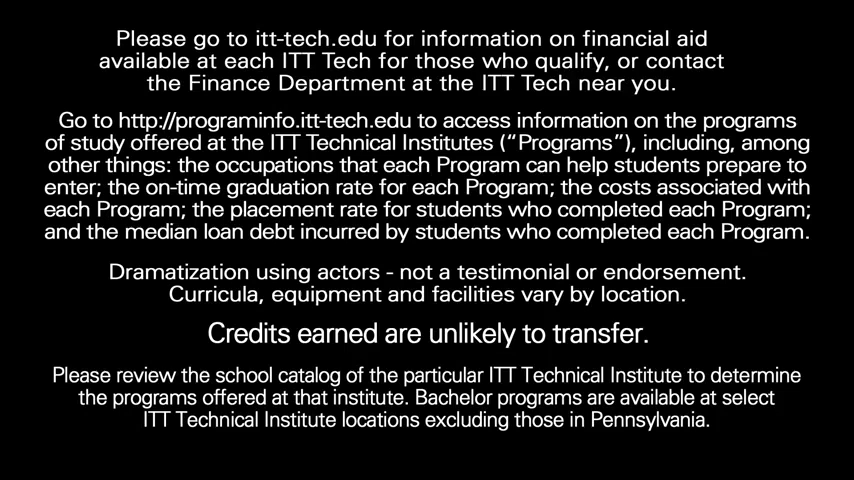 Please go to itt-tech.edu for information on financial aid
available at each ITT Tech for those who qualify, or contact
the Finance Department at the ITT Tech near you.
Go to http://programinfo.itt-tech.edu to access information on the programs
of study offered at the ITT Technical Institutes (“Programs”), including, among
other things: the occupations that each Program can help students prepare to
enter; the on-time graduation rate for each Program; the costs associated with
each Program; the placement rate for students who completed each Program;
and the median loan debt incurred by students who completed each Program.
Dramatization using actors - not a testimonial or endorsement.
Curricula, equipment and facilities vary by location.
Credits earned are unlikely to transfer.
Please review the school catalog of the particular ITT Technical Institute to determine
the programs offered at that institute. Bachelor programs are available at select
ITT Technical Institute locations excluding those in Pennsylvania.